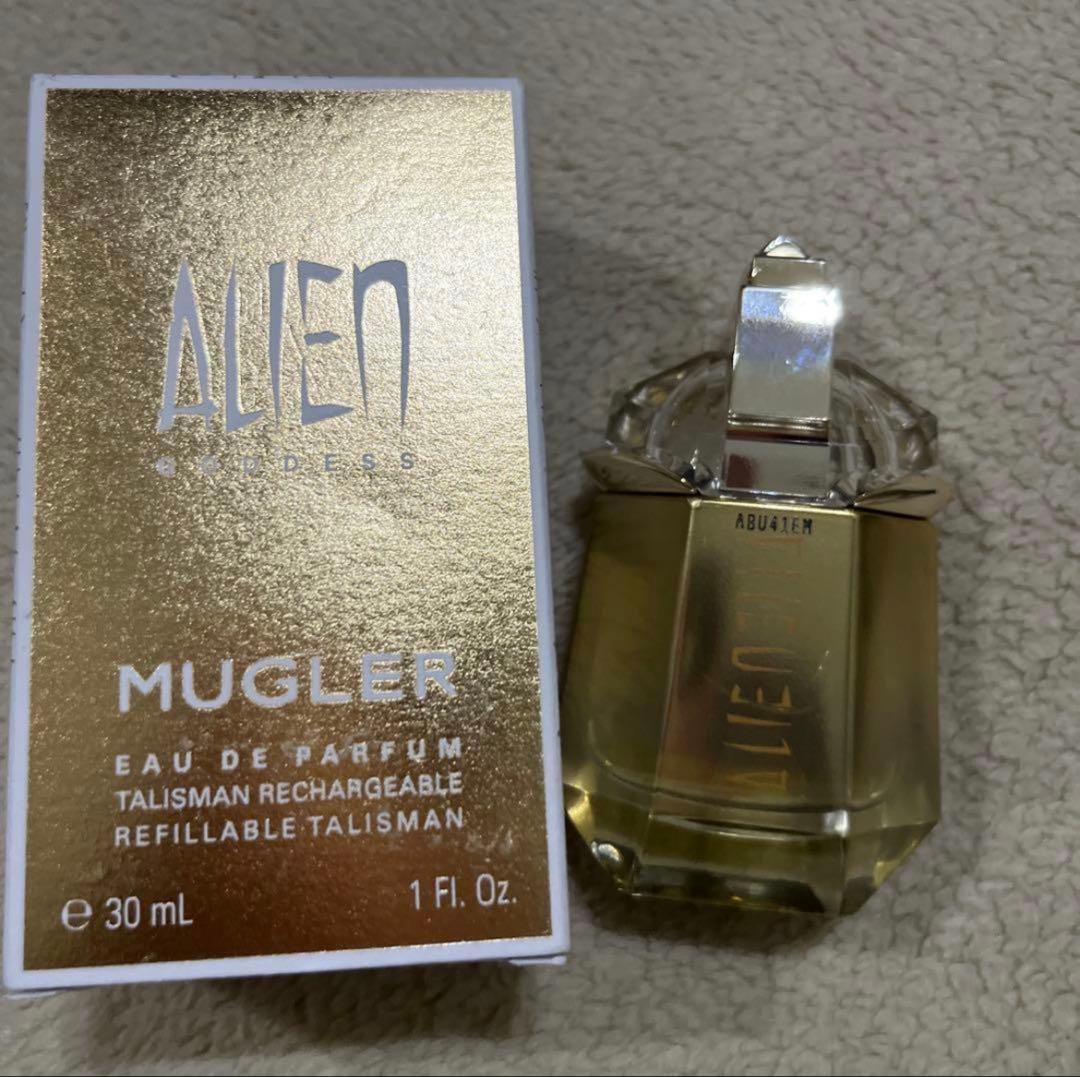 ALIEN
GODDESS
MUGLER
EAU DE PARFUM
TALISMAN RECHARGEABLE
REFILLABLE TALISMAN
e 30 mL
1 Fl. Oz.
ABU41EM
ALIEN